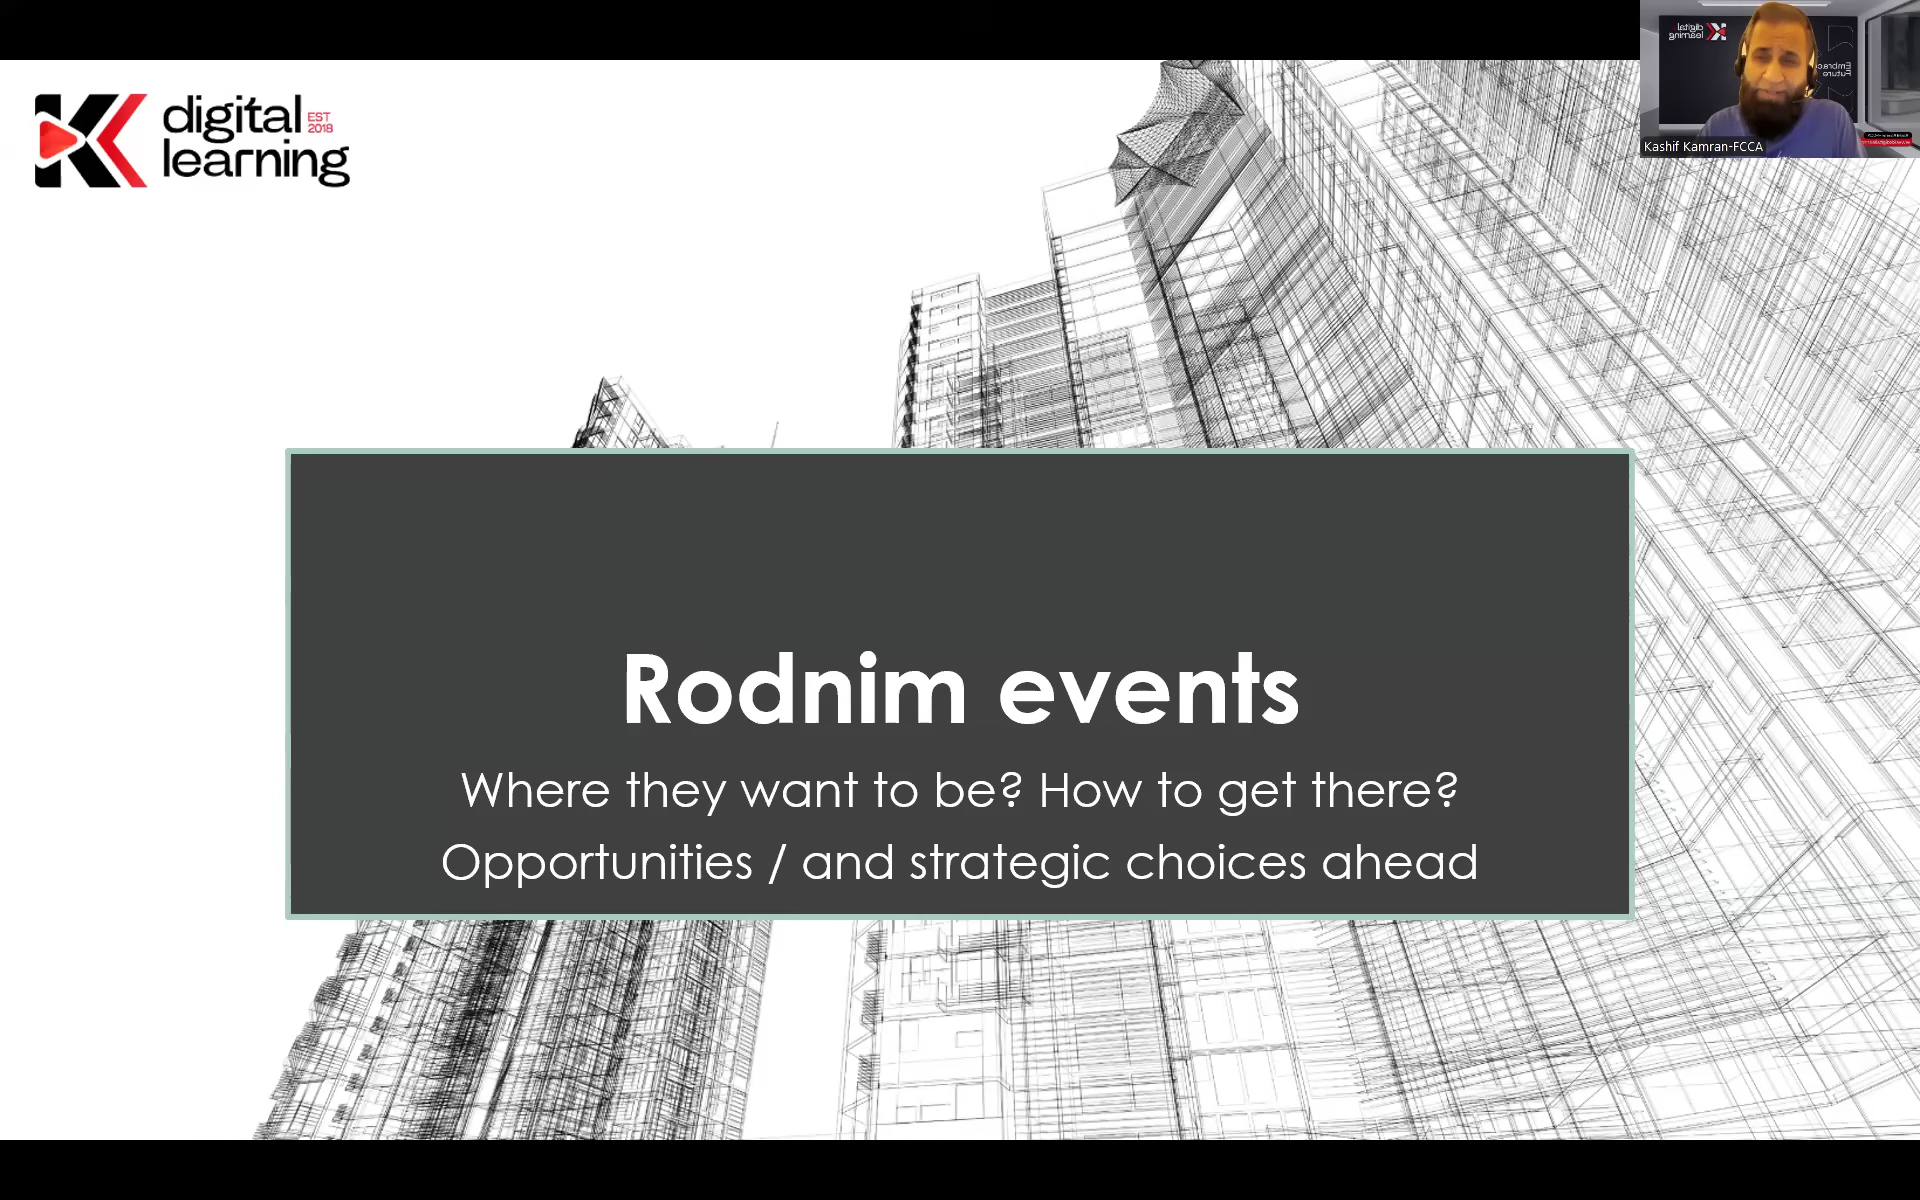 digital
learning
EST
2018
Kashif Kamran-FCCA
Rodnim events
Where they want to be? How to get there?
Opportunities / and strategic choices ahead